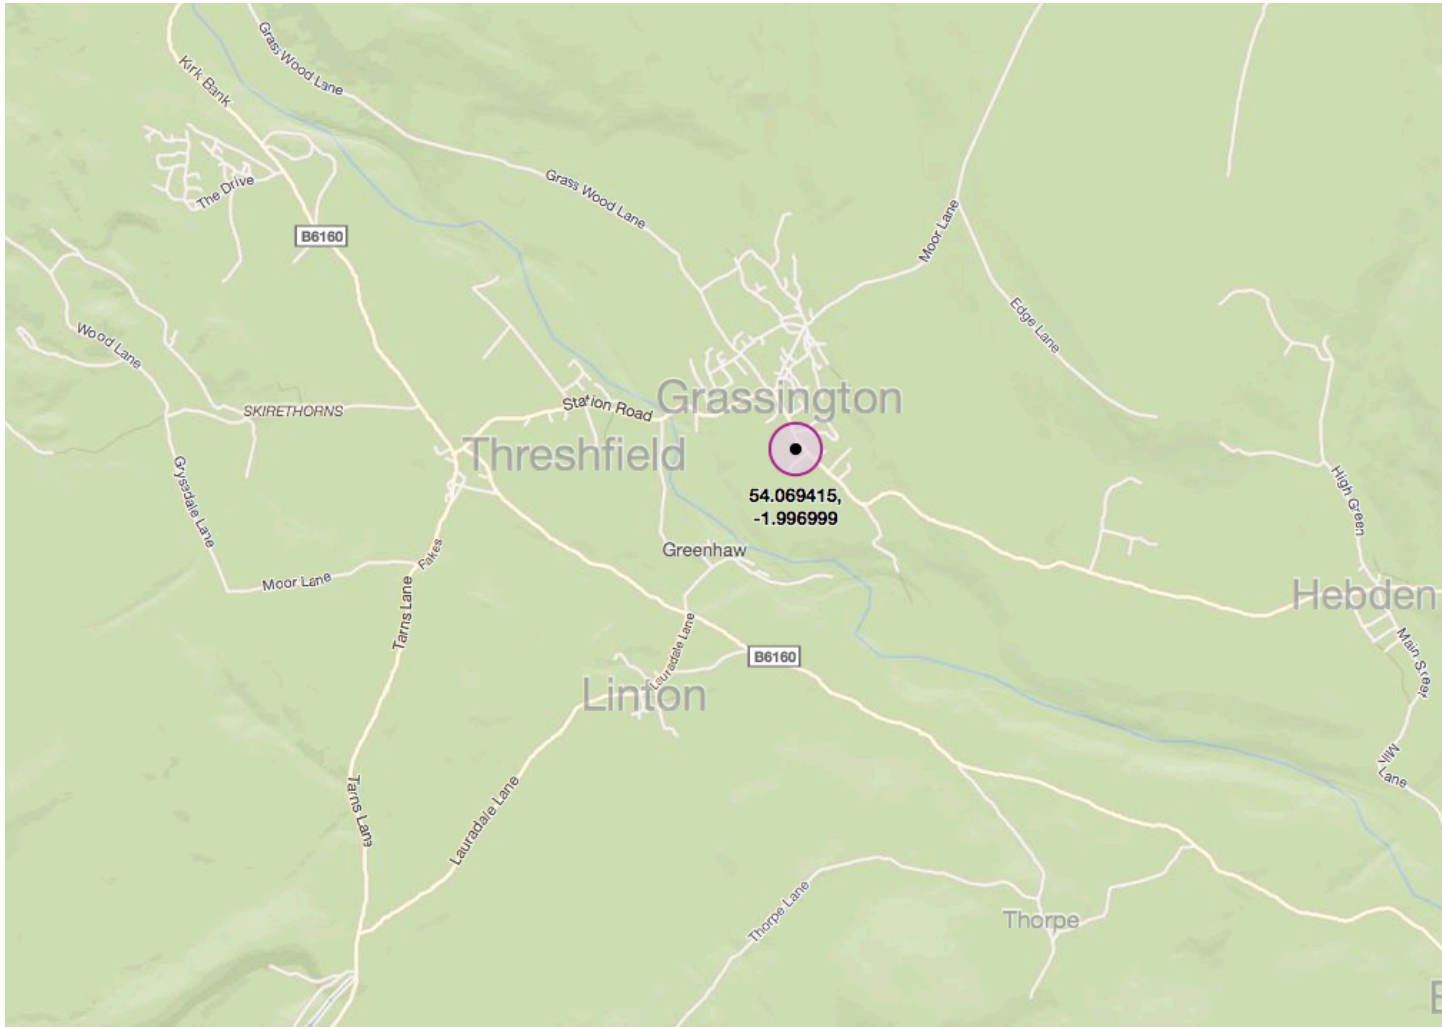 Grass Wood Lane
Kirk Bank
The Drive
Grass Wood Lane
B6160
Moor Lane
Edge Lane
Wood Lane
SKIRETHORNS
Station Road
Grassington
Threshfield
54.069415,
-1.996999
Grysedale Lane
High Green
Greenhaw
Fakes
Moor Lane
Tarns Lane
Hebden
Lauradale Lane
Linton
B6160
Main Street
Mill
Lane
Tarns Lane
Lauradale Lane
Thorpe Lane
Thorpe